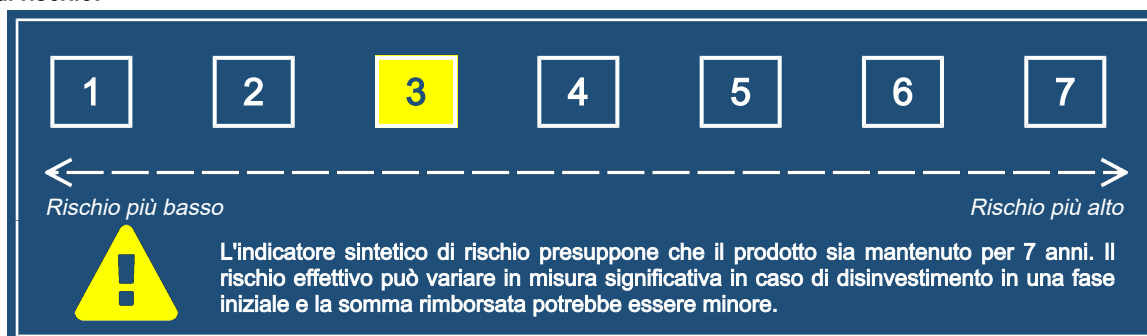 1 2 3 4 5 6 7
Rischio più basso Rischio più alto
L'indicatore sintetico di rischio presuppone che il prodotto sia mantenuto per 7 anni. Il
rischio effettivo può variare in misura significativa in caso di disinvestimento in una fase
iniziale e la somma rimborsata potrebbe essere minore.